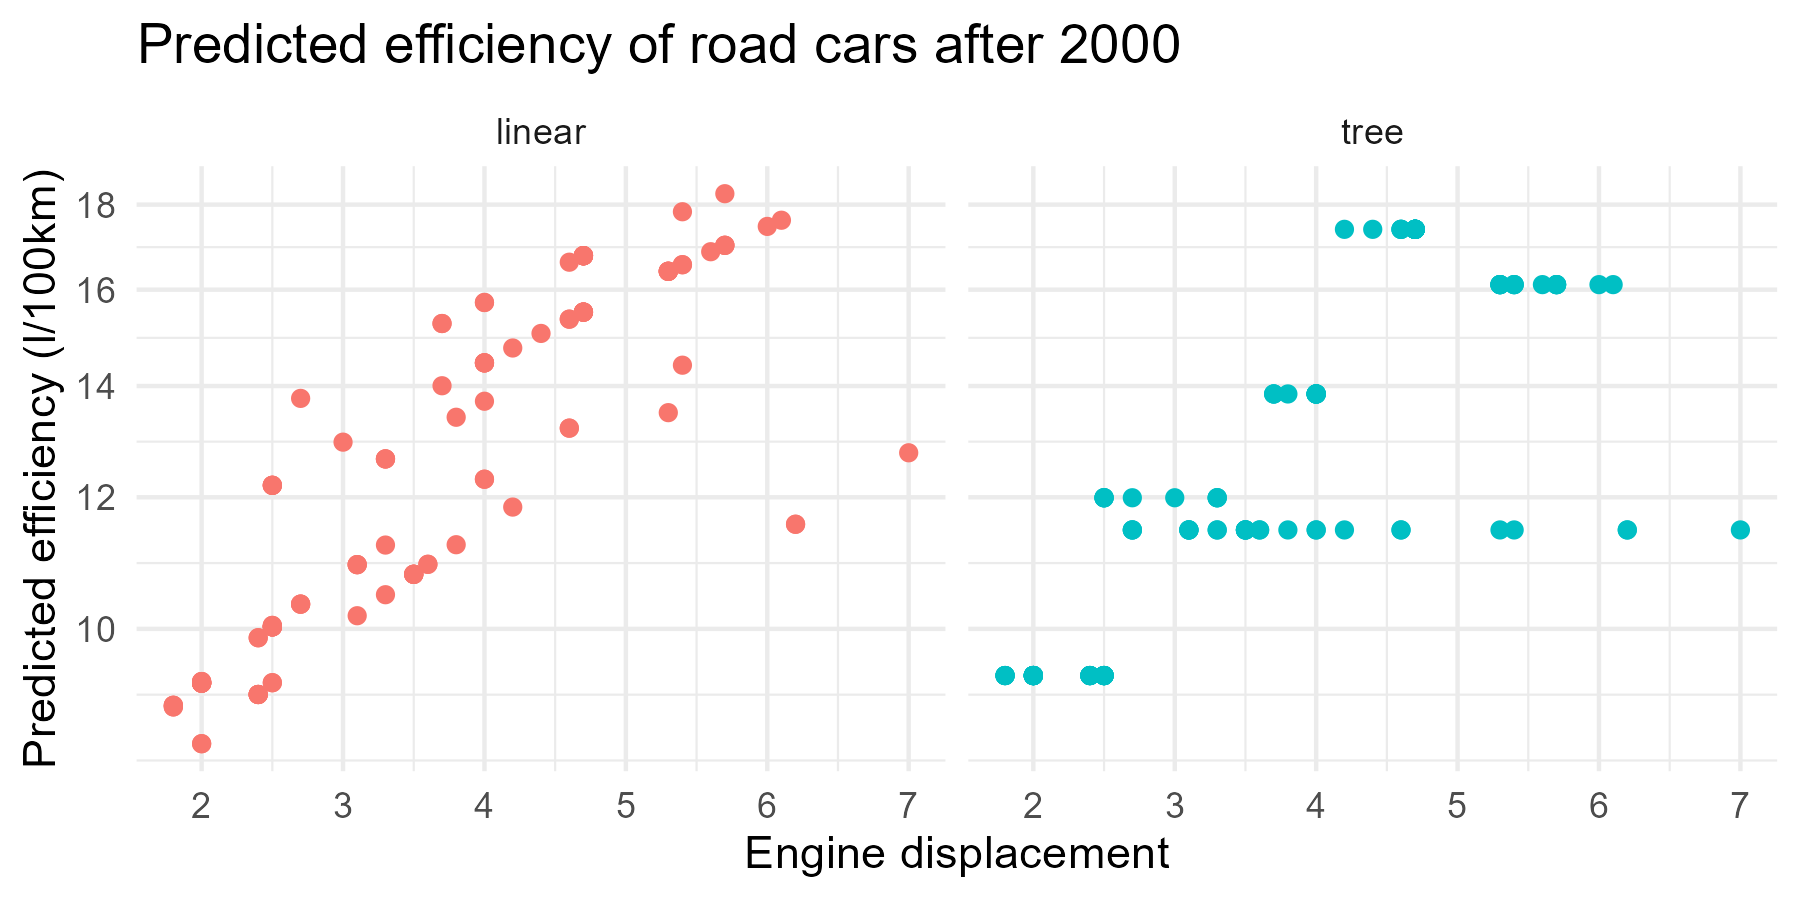 Predicted efficiency of road cars after 2000
linear
tree
Predicted efficiency (l/100km)
18
16
14
12
10
2 3 4 5 6 7
2 3 4 5 6 7
Engine displacement